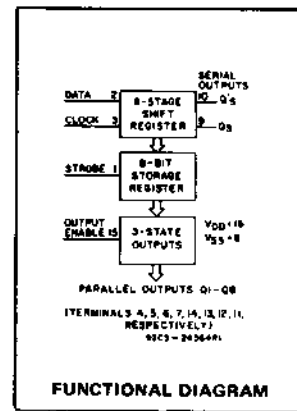 SERIAL
OUTPUTS
DATA 2
8-STAGE
SHIFT
REGISTER
10 Q'S
CLOCK 3
9 QS
STROBE 1
8-BIT
STORAGE
REGISTER
OUTPUT
ENABLE 15
3-STATE
OUTPUTS
VDD = 16
VSS = 8
PARALLEL OUTPUTS Q1-Q8
(TERMINALS 4, 5, 6, 7, 14, 13, 12, 11,
RESPECTIVELY)
FUNCTIONAL DIAGRAM